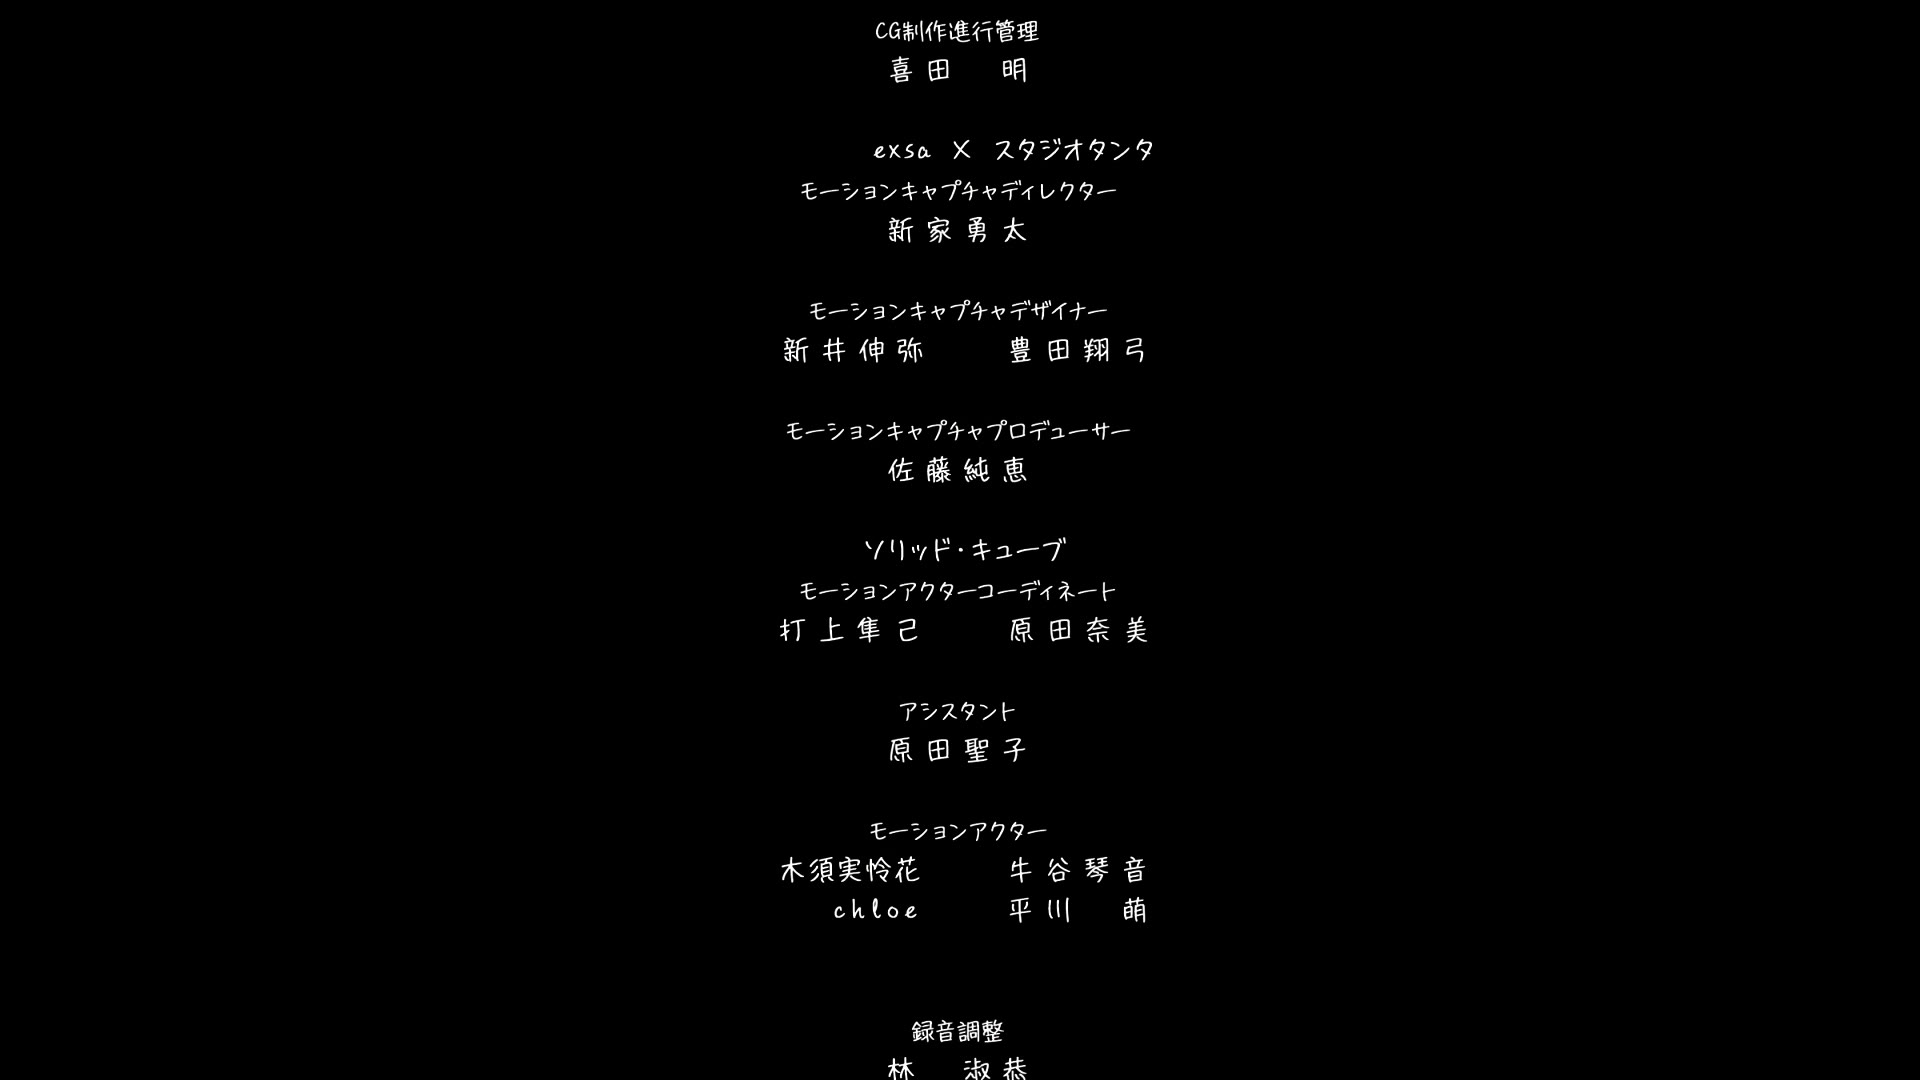 CG制作進行管理
喜田　明
exsa × スタジオタンタ
モーションキャプチャディレクター
新家勇太
モーションキャプチャデザイナー
新井伸弥　豊田翔弓
モーションキャプチャプロデューサー
佐藤純恵
ソリッド・キューブ
モーションアクターコーディネート
打上隼己　原田奈美
アシスタント
原田聖子
モーションアクター
木須実怜花　牛谷琴音
chloe　平川　萌
録音調整
林　淑恭